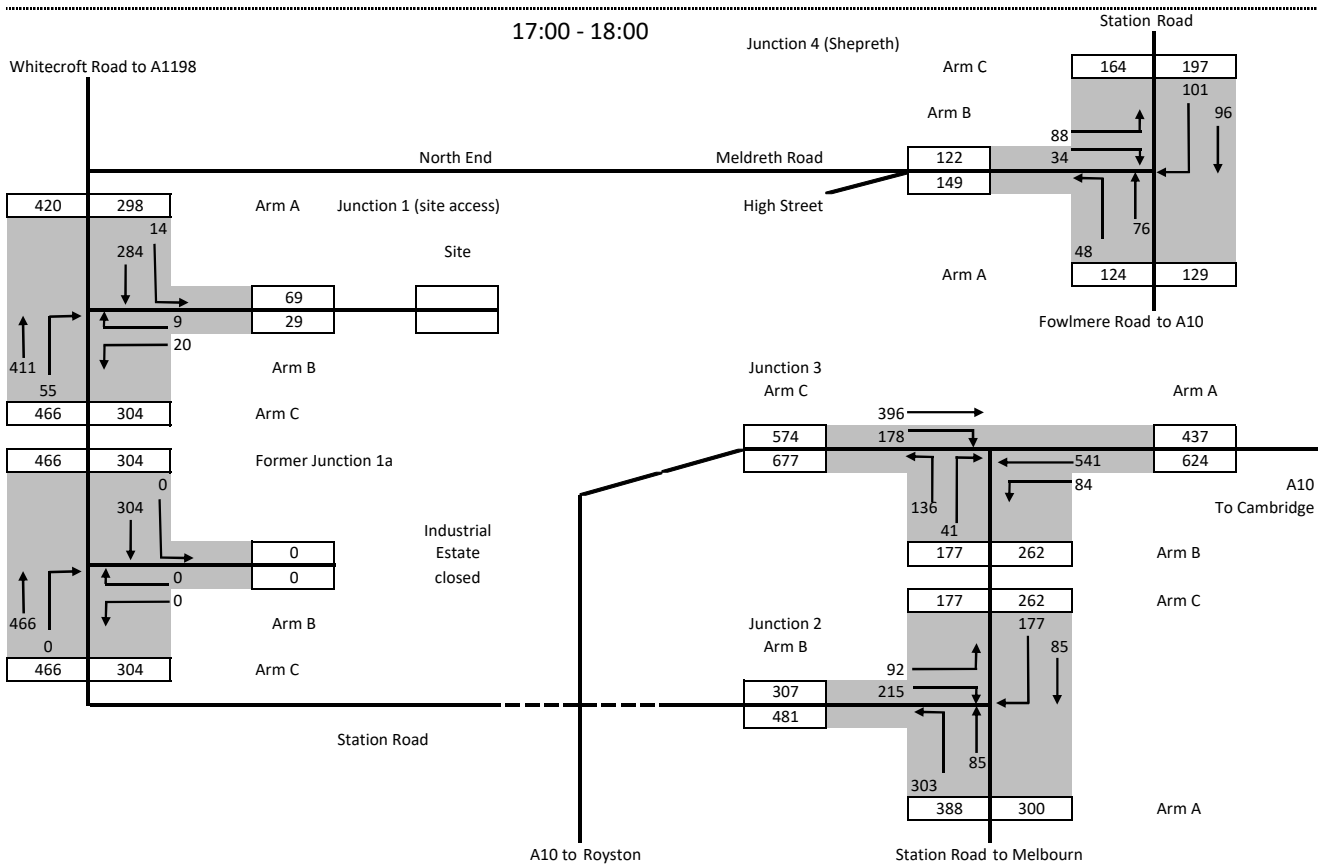 17:00 - 18:00
Station Road
Junction 4 (Shepreth)
Whitecroft Road to A1198
Arm C
164 197
101
Arm B
96
88
North End
Meldreth Road
122
34
149
420 298
Arm A
Junction 1 (site access)
High Street
14
76
284
Site
48
69
Arm A
124 129
9
29
Fowlmere Road to A10
20
411
Arm B
Junction 3
55
Arm C
Arm A
466 304
Arm C
396
574
178
437
466 304
Former Junction 1a
677
541
624
0
84
A10
304
136
To Cambridge
Industrial
41
0
Estate
177 262
Arm B
0
0
closed
0
177 262
Arm C
466
Arm B
Junction 2
177
0
Arm B
85
466 304
Arm C
92
307
215
481
Station Road
85
303
388 300
Arm A
A10 to Royston
Station Road to Melbourn